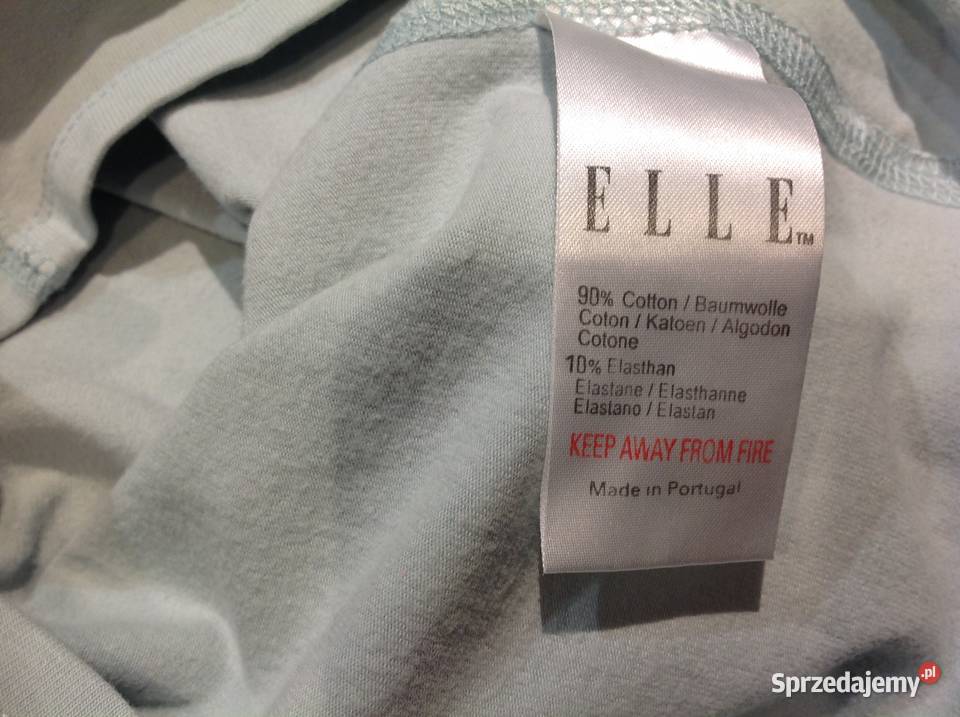 ELLE™
90% Cotton / Baumwolle
Coton / Katoen / Algodon
Cotone
10% Elasthan
Elastane / Elasthanne
Elastano / Elastan
KEEP AWAY FROM FIRE
Made in Portugal
Sprzedajemy.pl